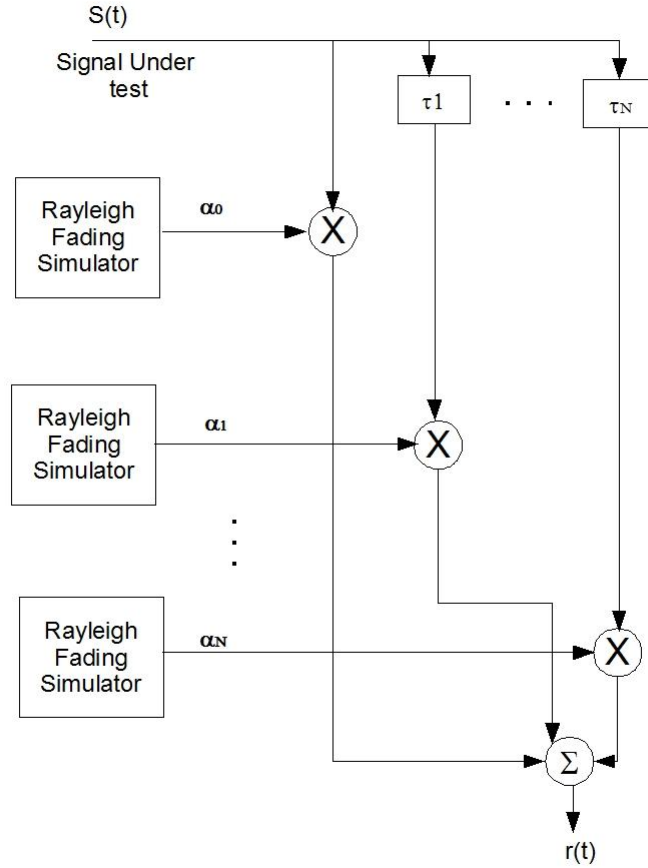 S(t)
Signal Under
test
τ1
. . .
τN
Rayleigh
Fading
Simulator
α0
X
Rayleigh
Fading
Simulator
α1
X
Rayleigh
Fading
Simulator
αN
X
Σ
r(t)